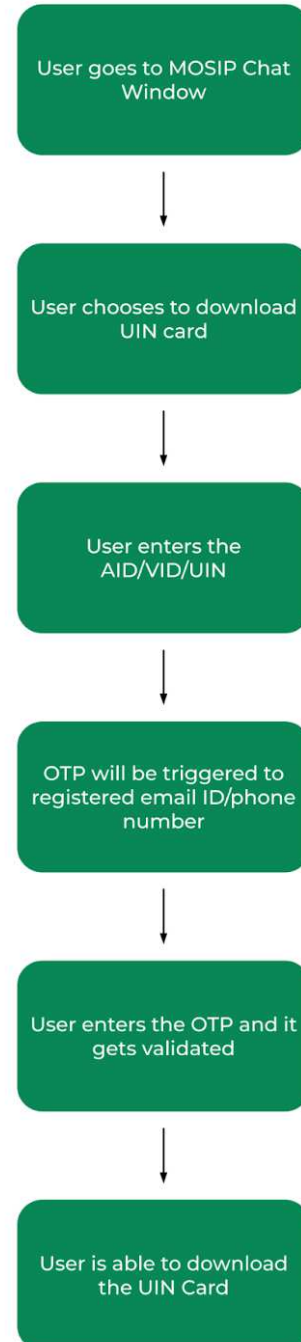 User goes to MOSIP Chat
Window
User chooses to download
UIN card
User enters the
AID/VID/UIN
OTP will be triggered to
registered email ID/phone
number
User enters the OTP and it
gets validated
User is able to download
the UIN Card